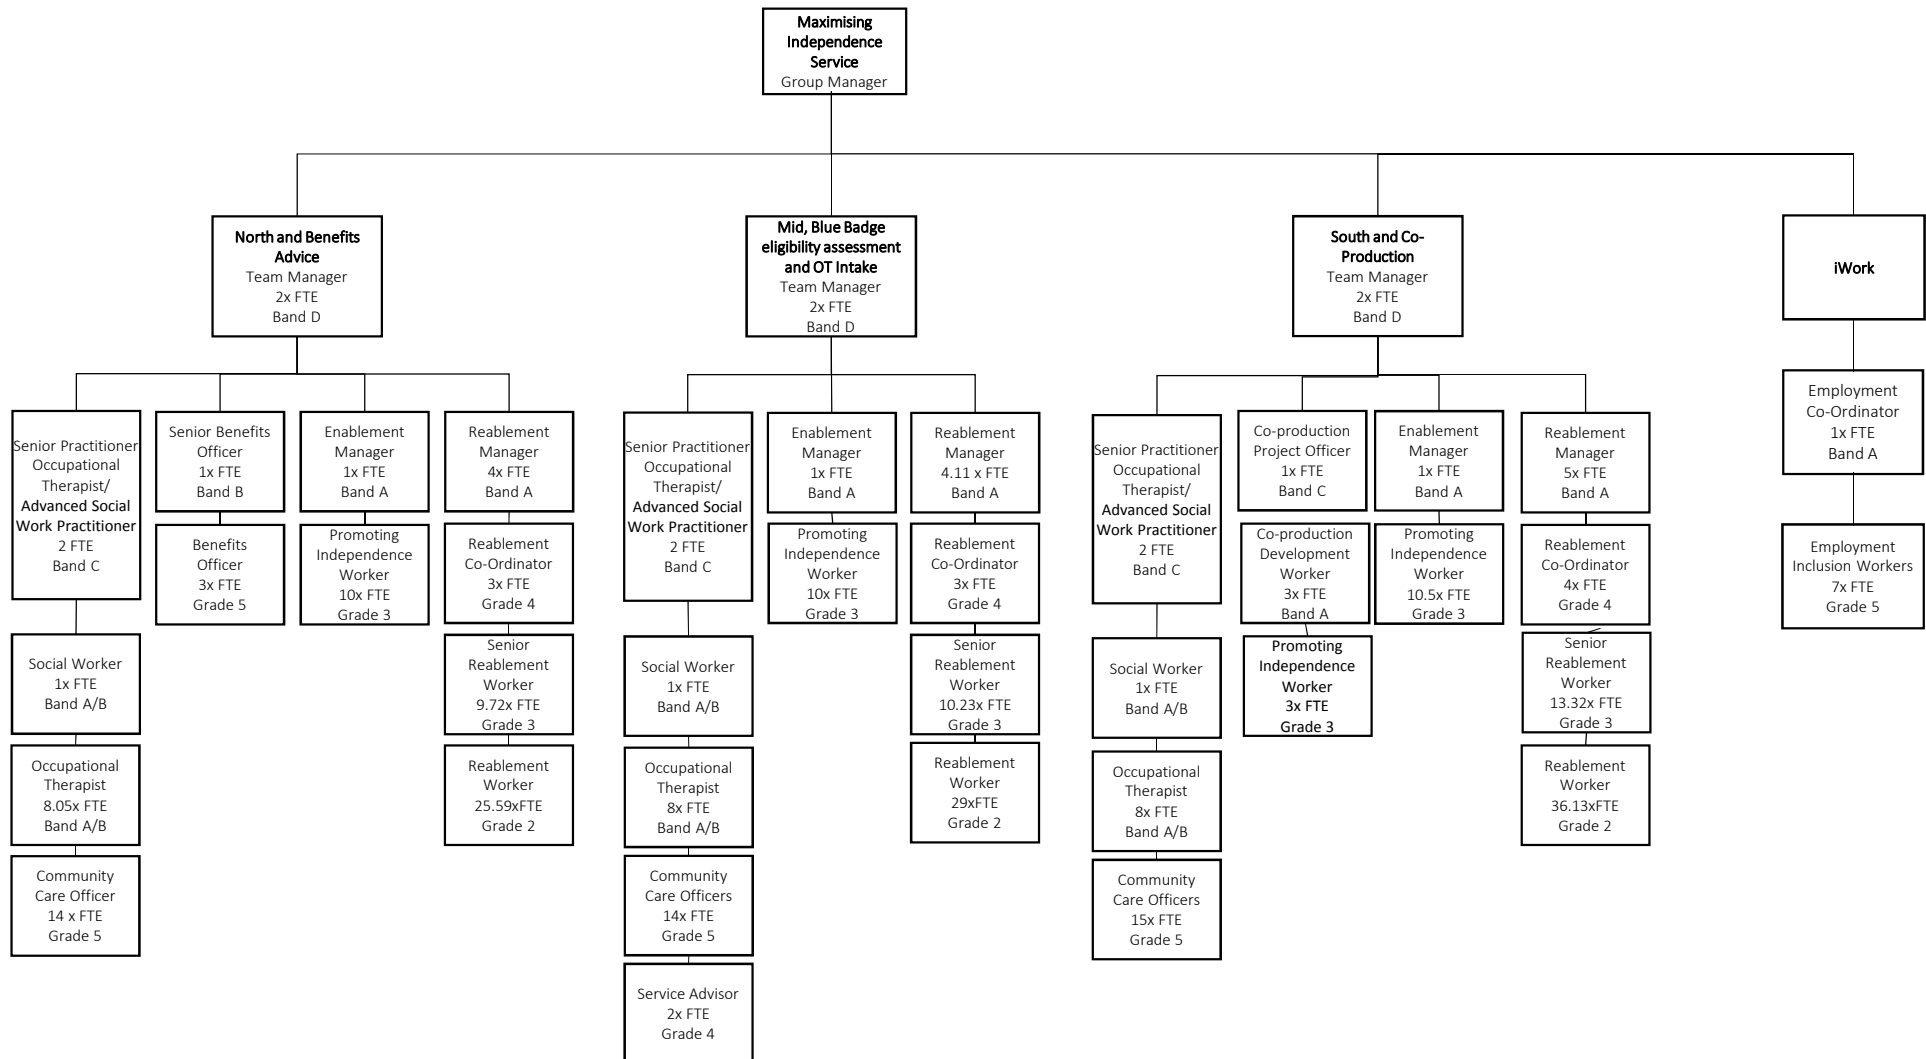 Maximising
Independence
Service
Group Manager
North and Benefits
Advice
Team Manager
2x FTE
Band D
Mid, Blue Badge
eligibility assessment
and OT Intake
Team Manager
2x FTE
Band D
South and Co-
Production
Team Manager
2x FTE
Band D
iWork
Senior Practitioner
Occupational
Therapist/
Advanced Social
Work Practitioner
2 FTE
Band C
Social Worker
1x FTE
Band A/B
Occupational
Therapist
8.05x FTE
Band A/B
Community
Care Officer
14 x FTE
Grade 5
Senior Benefits
Officer
1x FTE
Band B
Benefits
Officer
3x FTE
Grade 5
Enablement
Manager
1x FTE
Band A
Promoting
Independence
Worker
10x FTE
Grade 3
Reablement
Manager
4x FTE
Band A
Reablement
Co-Ordinator
3x FTE
Grade 4
Senior
Reablement
Worker
9.72x FTE
Grade 3
Reablement
Worker
25.59xFTE
Grade 2
Senior Practitioner
Occupational
Therapist/
Advanced Social
Work Practitioner
2 FTE
Band C
Social Worker
1x FTE
Band A/B
Occupational
Therapist
8x FTE
Band A/B
Community
Care Officers
14x FTE
Grade 5
Service Advisor
2x FTE
Grade 4
Enablement
Manager
1x FTE
Band A
Promoting
Independence
Worker
10x FTE
Grade 3
Reablement
Manager
4.11 x FTE
Band A
Reablement
Co-Ordinator
3x FTE
Grade 4
Senior
Reablement
Worker
10.23x FTE
Grade 3
Reablement
Worker
29xFTE
Grade 2
Senior Practitioner
Occupational
Therapist/
Advanced Social
Work Practitioner
2 FTE
Band C
Social Worker
1x FTE
Band A/B
Occupational
Therapist
8x FTE
Band A/B
Community
Care Officers
15x FTE
Grade 5
Co-production
Project Officer
1x FTE
Band C
Co-production
Development
Worker
3x FTE
Band A
Promoting
Independence
Worker
3x FTE
Grade 3
Enablement
Manager
1x FTE
Band A
Promoting
Independence
Worker
10.5x FTE
Grade 3
Reablement
Manager
5x FTE
Band A
Reablement
Co-Ordinator
4x FTE
Grade 4
Senior
Reablement
Worker
13.32x FTE
Grade 3
Reablement
Worker
36.13xFTE
Grade 2
Employment
Co-Ordinator
1x FTE
Band A
Employment
Inclusion Workers
7x FTE
Grade 5